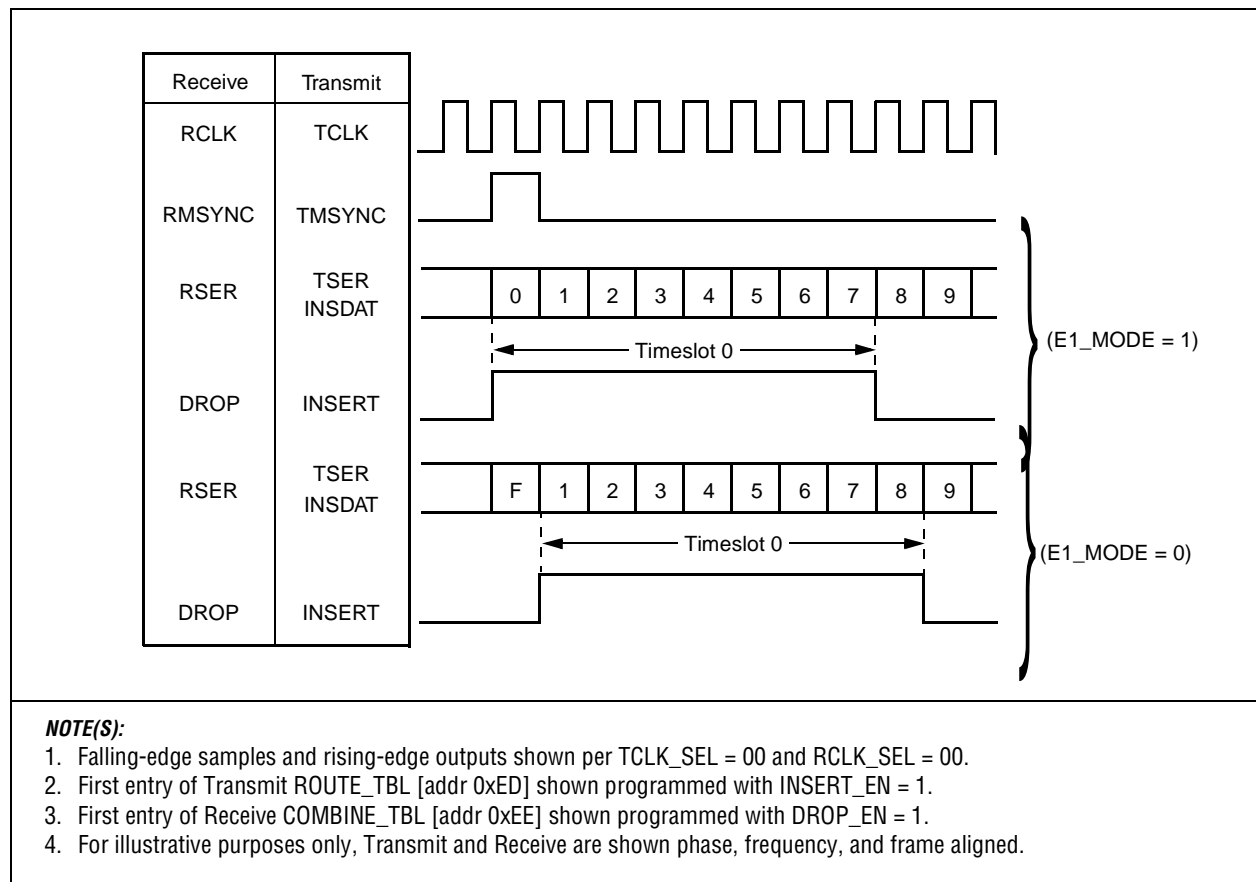 Receive Transmit
RCLK TCLK
RMSYNC TMSYNC
RSER TSER
INSDAT
0 1 2 3 4 5 6 7 8 9
Timeslot 0
(E1_MODE = 1)
DROP INSERT
RSER TSER
INSDAT
F 1 2 3 4 5 6 7 8 9
Timeslot 0
(E1_MODE = 0)
DROP INSERT
NOTE(S):
1. Falling-edge samples and rising-edge outputs shown per TCLK_SEL = 00 and RCLK_SEL = 00.
2. First entry of Transmit ROUTE_TBL [addr 0xED] shown programmed with INSERT_EN = 1.
3. First entry of Receive COMBINE_TBL [addr 0xEE] shown programmed with DROP_EN = 1.
4. For illustrative purposes only, Transmit and Receive are shown phase, frequency, and frame aligned.